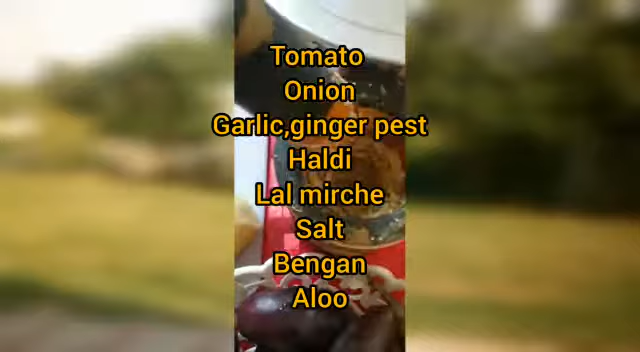 Tomato
Onion
Garlic,ginger pest
Haldi
Lal mirche
Salt
Bengan
Aloo